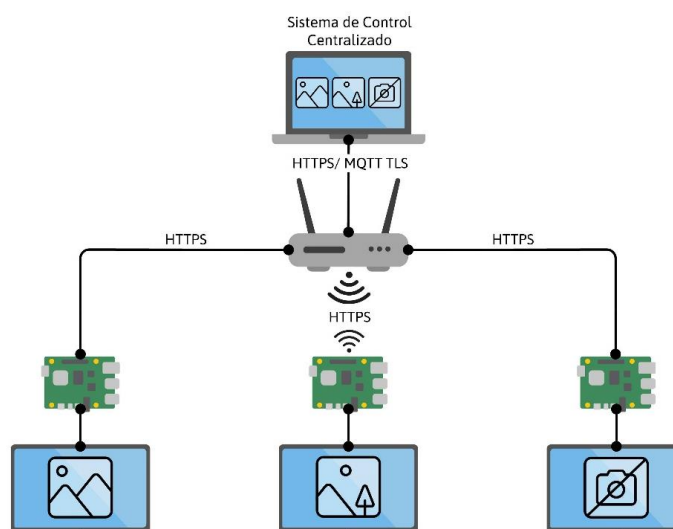 Sistema de Control
Centralizado
HTTPS/ MQTT TLS
HTTPS
HTTPS
HTTPS